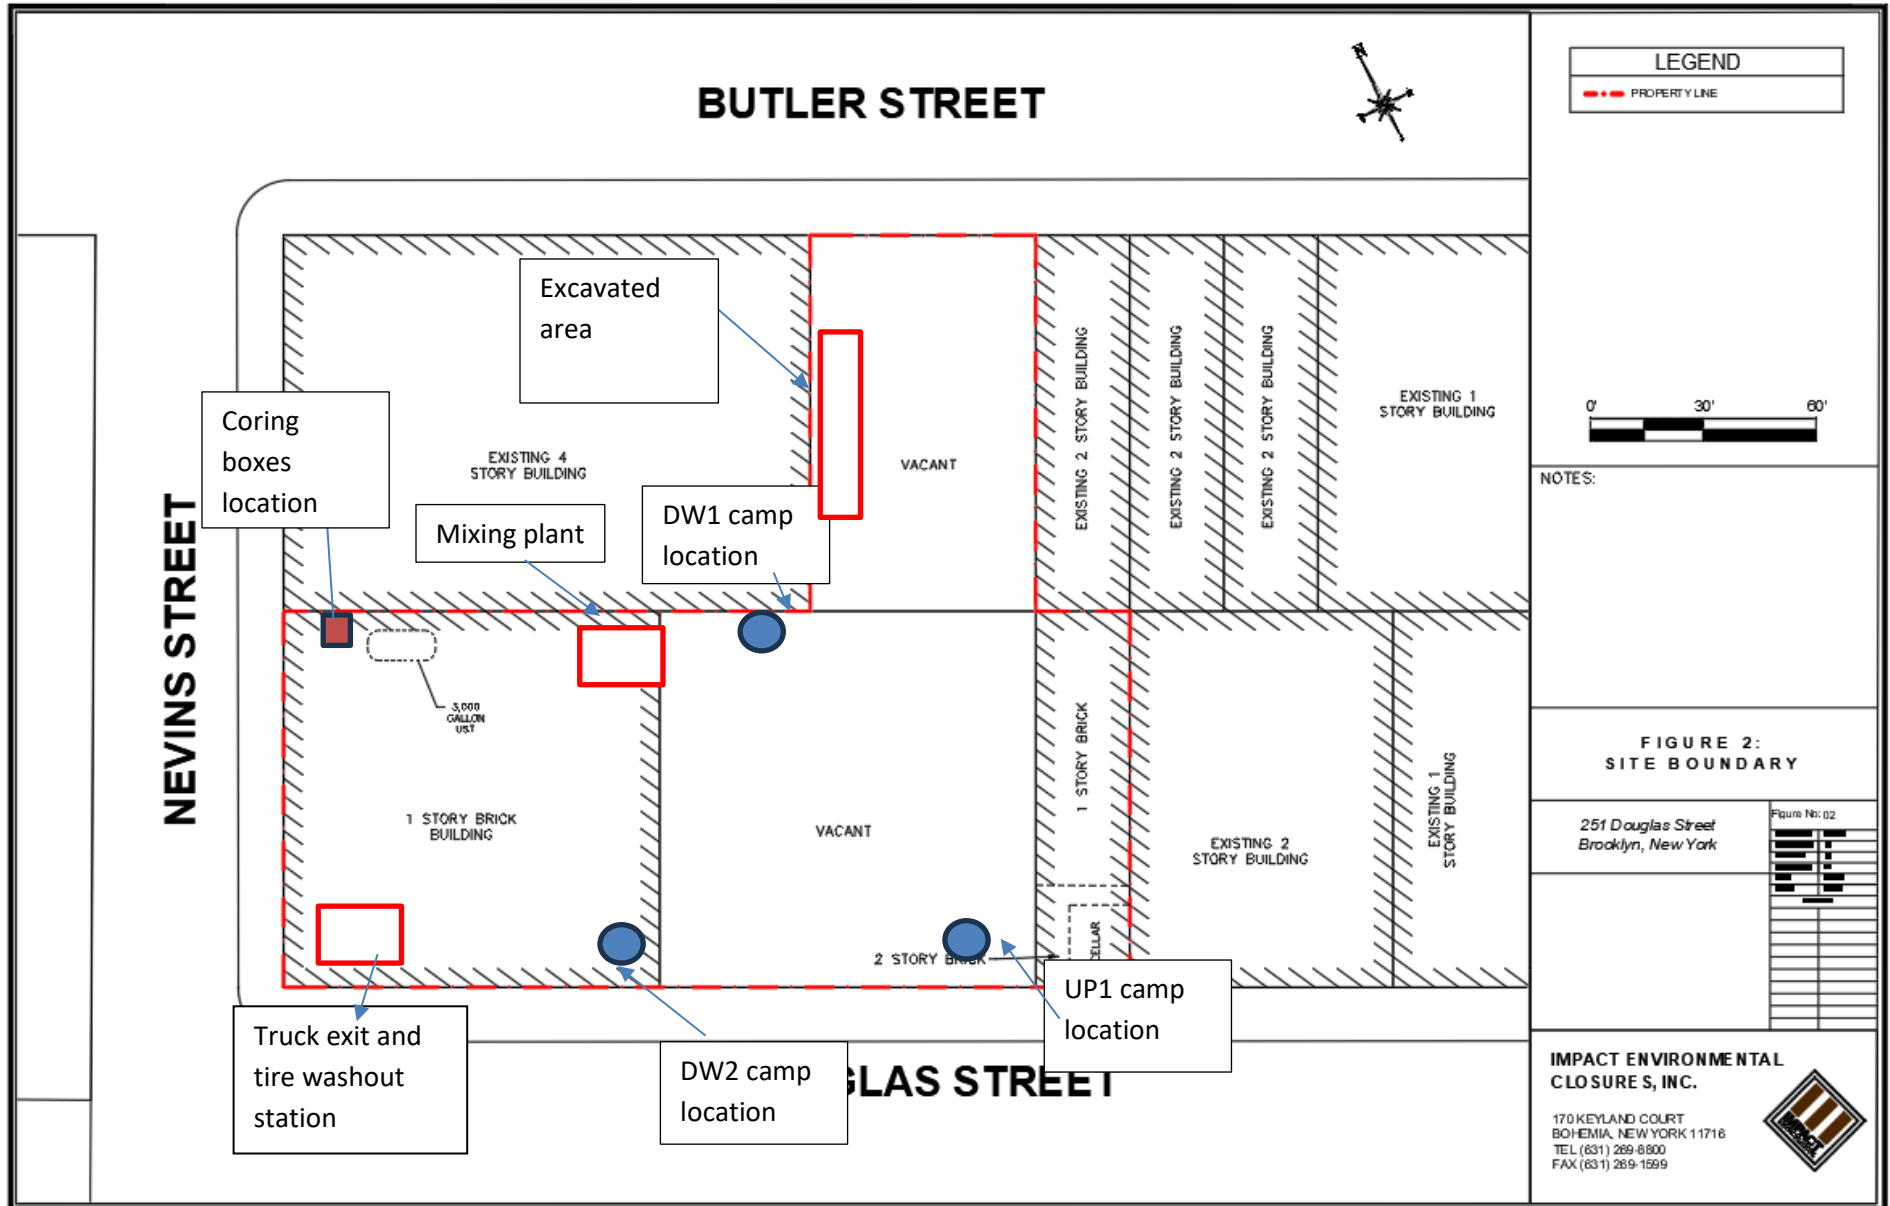 BUTLER STREET
N
LEGEND
PROPERTY LINE
Excavated
area
Coring
boxes
location
EXISTING 4
STORY BUILDING
Mixing plant
DW1 camp
location
VACANT
EXISTING 2 STORY BUILDING
EXISTING 2 STORY BUILDING
EXISTING 2 STORY BUILDING
EXISTING 1
STORY BUILDING
0' 30' 60'
NOTES:
NEVINS STREET
GALLON
UST
1 STORY BRICK
BUILDING
VACANT
1 STORY BRICK
EXISTING 2
STORY BUILDING
EXISTING 1
STORY BUILDING
2 STORY BRICK
CELLAR
UP1 camp
location
Truck exit and
tire washout
station
DW2 camp
location
GLAS STREET
FIGURE 2:
SITE BOUNDARY
251 Douglas Street
Brooklyn, New York
Figure No: 02
IMPACT ENVIRONMENTAL
CLOSURES, INC.
170 KEYLAND COURT
BOHEMIA, NEW YORK 11716
TEL (631) 269-8800
FAX (631) 269-1599
IMPACT